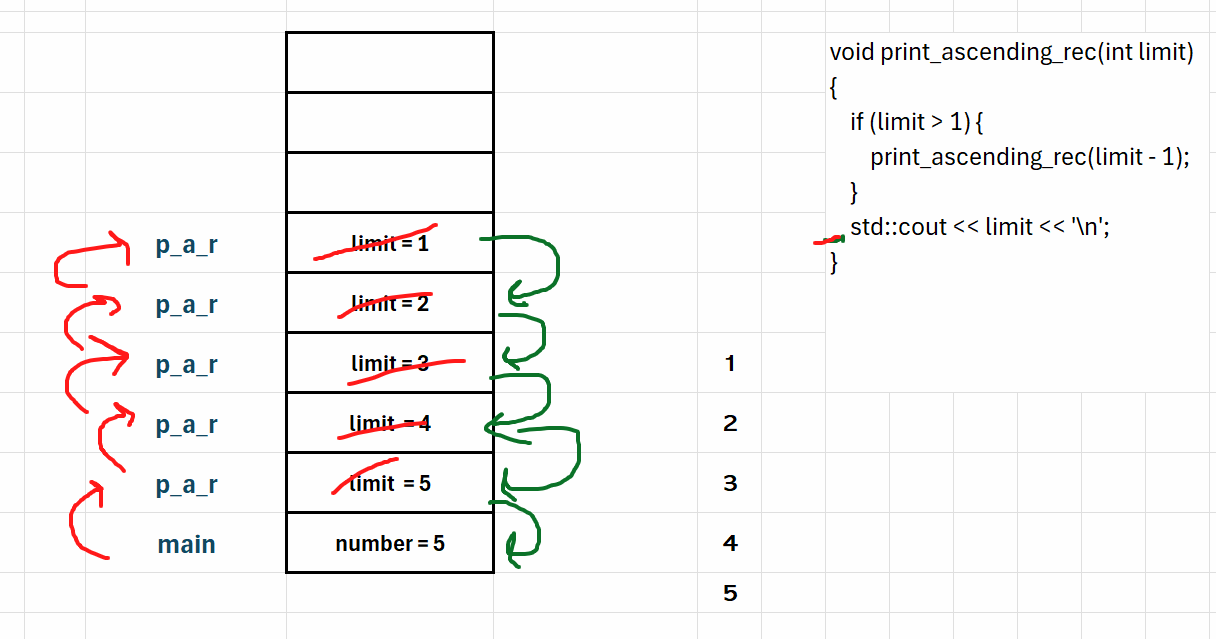 void print_ascending_rec(int limit)
{
if (limit > 1) {
print_ascending_rec(limit - 1);
}
std::cout << limit << '\n';
}
p_a_r limit = 1
p_a_r limit = 2
p_a_r limit = 3 1
p_a_r limit = 4 2
p_a_r limit = 5 3
main number = 5 4
5